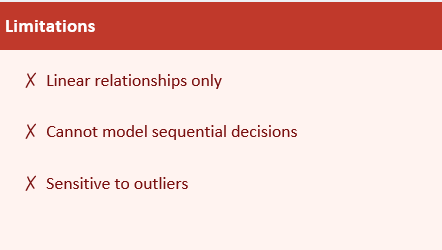 Limitations
✗ Linear relationships only
✗ Cannot model sequential decisions
✗ Sensitive to outliers